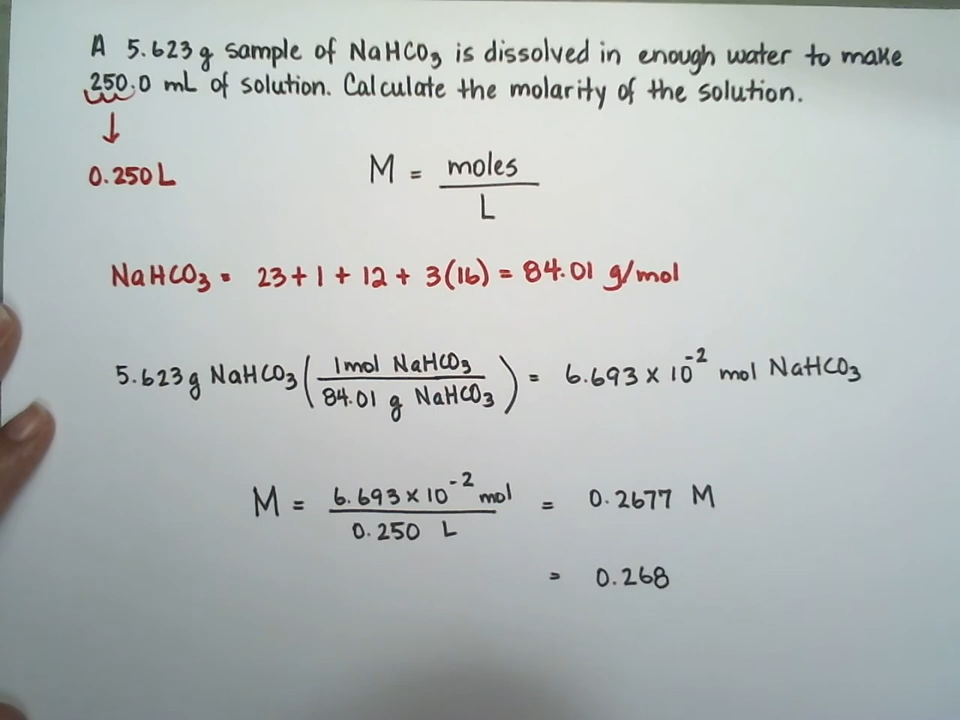 A 5.623 g sample of NaHCO₃ is dissolved in enough water to make
250.0 mL of solution. Calculate the molarity of the solution.
↓
0.250 L
M = moles / L
NaHCO₃ = 23 + 1 + 12 + 3(16) = 84.01 g/mol
5.623 g NaHCO₃ (1 mol NaHCO₃ / 84.01 g NaHCO₃) = 6.693 × 10⁻² mol NaHCO₃
M = 6.693 × 10⁻² mol / 0.250 L = 0.2677 M
= 0.268